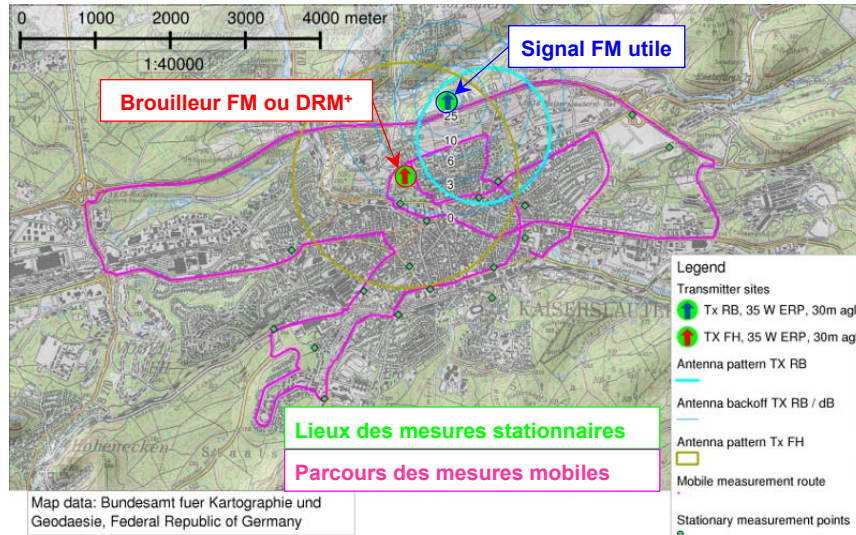 0 1000 2000 3000 4000 meter
1:40000
Signal FM utile
Brouilleur FM ou DRM+
25
10
6
3
0
KAISERSLAUTE
Hohenecken
Lieux des mesures stationnaires
Parcours des mesures mobiles
Map data: Bundesamt fuer Kartographie und
Geodaesie, Federal Republic of Germany
Legend
Transmitter sites
Tx RB, 35 W ERP, 30m agl
TX FH, 35 W ERP, 30m agl
Antenna pattern TX RB
Antenna backoff TX RB / dB
Antenna pattern Tx FH
Mobile measurement route
Stationary measurement points